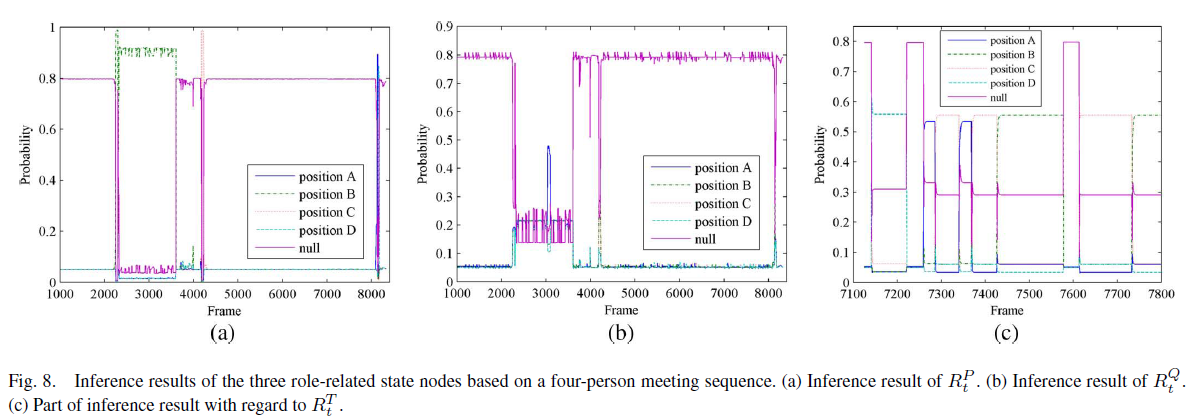 1
0.8
0.6
0.4
0.2
0
Probability
1000 2000 3000 4000 5000 6000 7000 8000
Frame
position A
position B
position C
position D
null
(a)
0.9
0.8
0.7
0.6
0.5
0.4
0.3
0.2
0.1
0
Probability
1000 2000 3000 4000 5000 6000 7000 8000
Frame
position A
position B
position C
position D
null
(b)
0.8
0.7
0.6
0.5
0.4
0.3
0.2
0.1
0
Probability
7100 7200 7300 7400 7500 7600 7700 7800
Frame
position A
position B
position C
position D
null
(c)
Fig. 8. Inference results of the three role-related state nodes based on a four-person meeting sequence. (a) Inference result of R_t^P. (b) Inference result of R_t^Q.
(c) Part of inference result with regard to R_t^T.